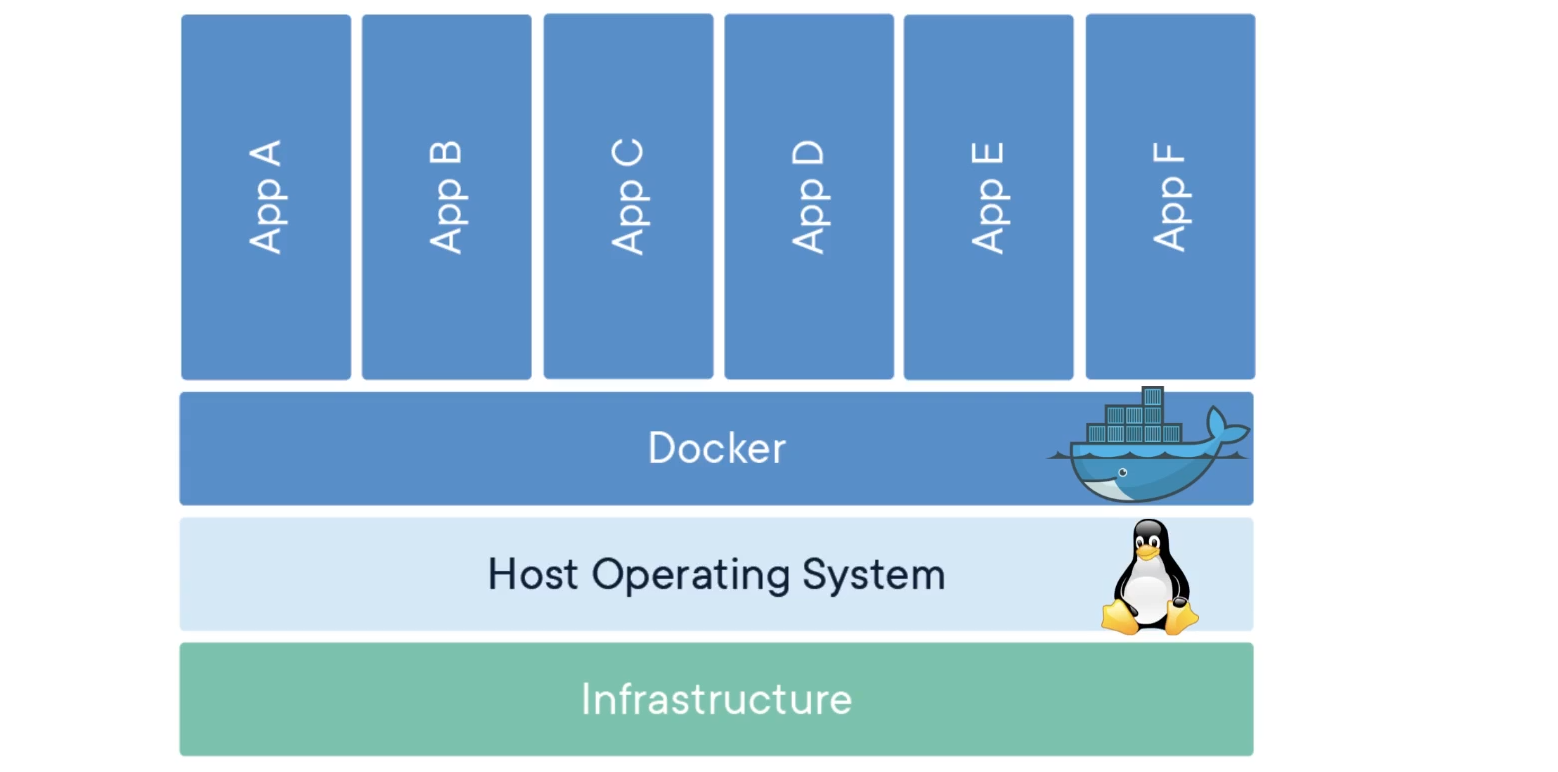 App A
App B
App C
App D
App E
App F
Docker
Host Operating System
Infrastructure